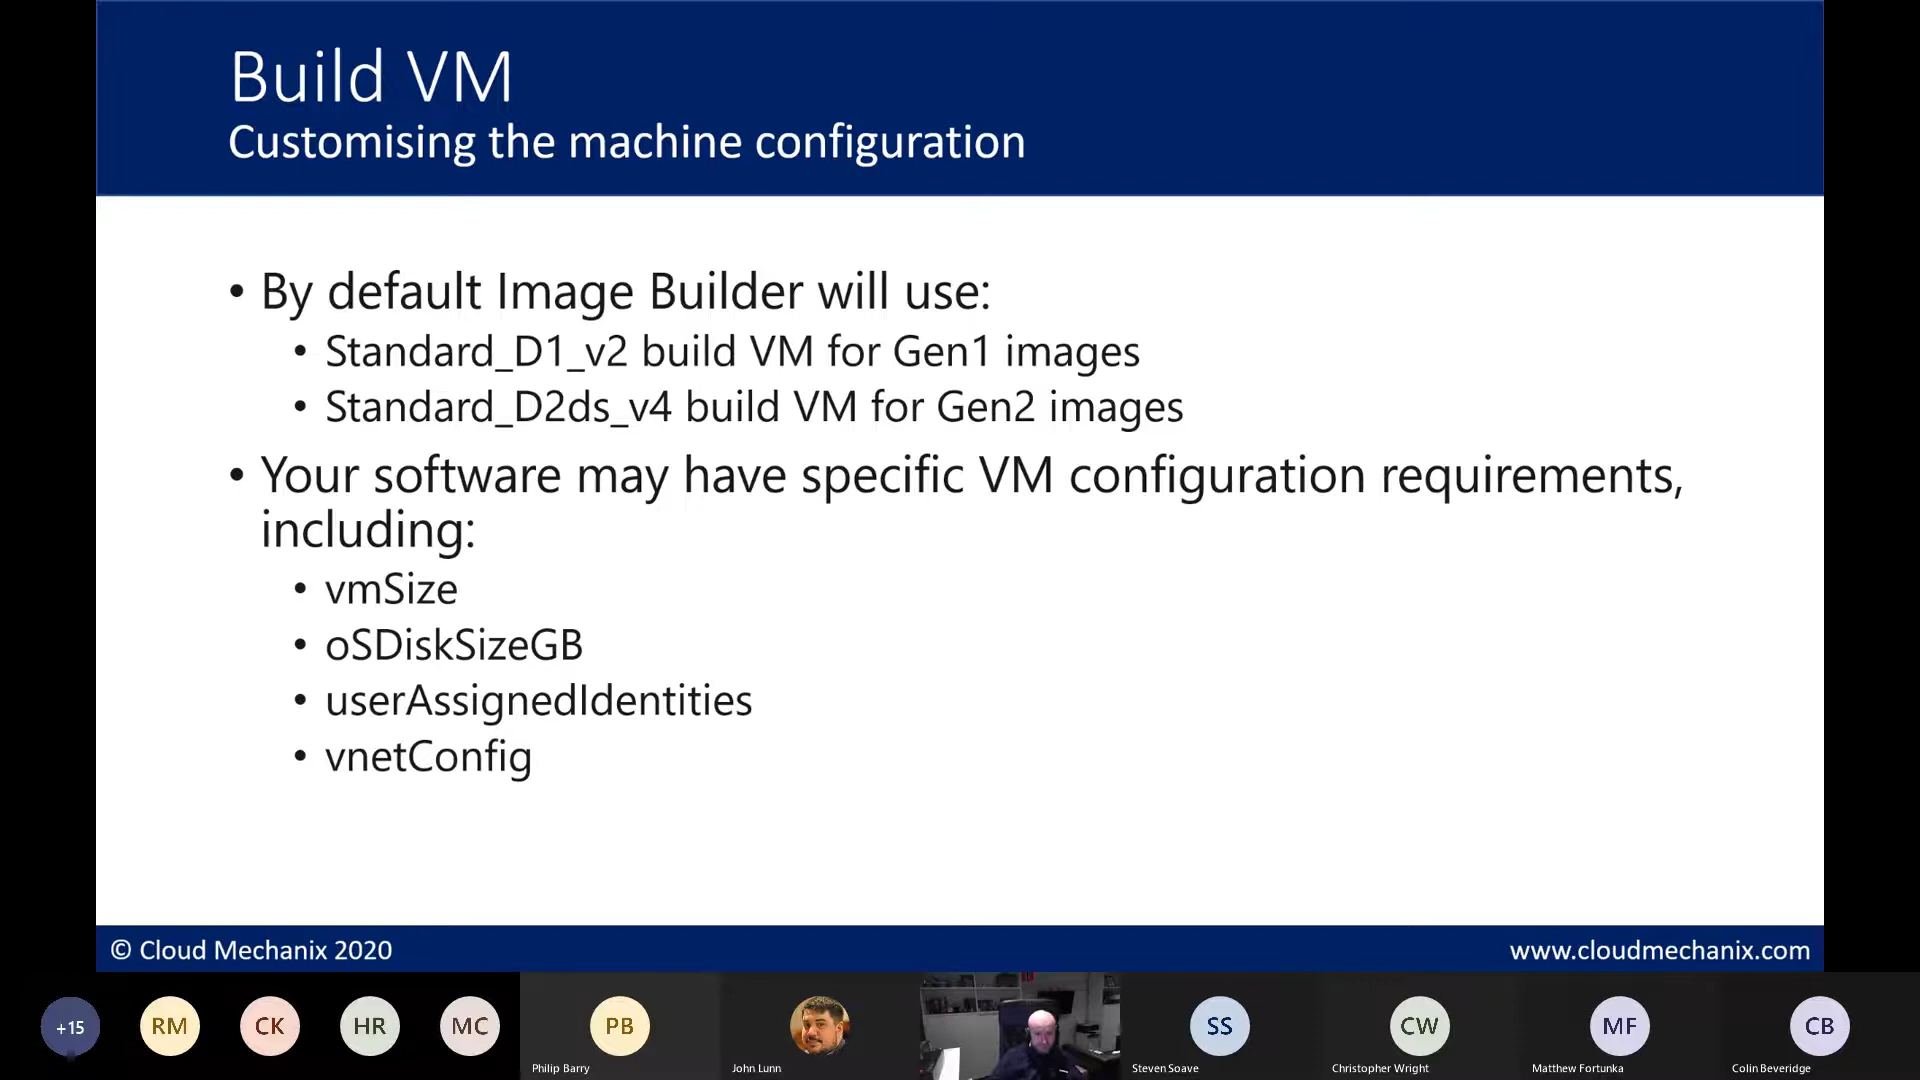 Build VM
Customising the machine configuration
• By default Image Builder will use:
• Standard_D1_v2 build VM for Gen1 images
• Standard_D2ds_v4 build VM for Gen2 images
• Your software may have specific VM configuration requirements,
including:
• vmSize
• oSDiskSizeGB
• userAssignedIdentities
• vnetConfig
© Cloud Mechanix 2020
www.cloudmechanix.com
+15
RM
CK
HR
MC
PB
SS
CW
MF
CB
Philip Barry
John Lunn
Steven Soave
Christopher Wright
Matthew Fortunka
Colin Beveridge